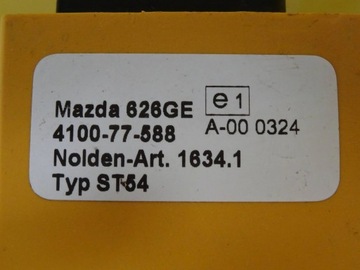 Mazda 626GE e1
4100-77-588 A-00 0324
Nolden-Art. 1634.1
Typ ST54